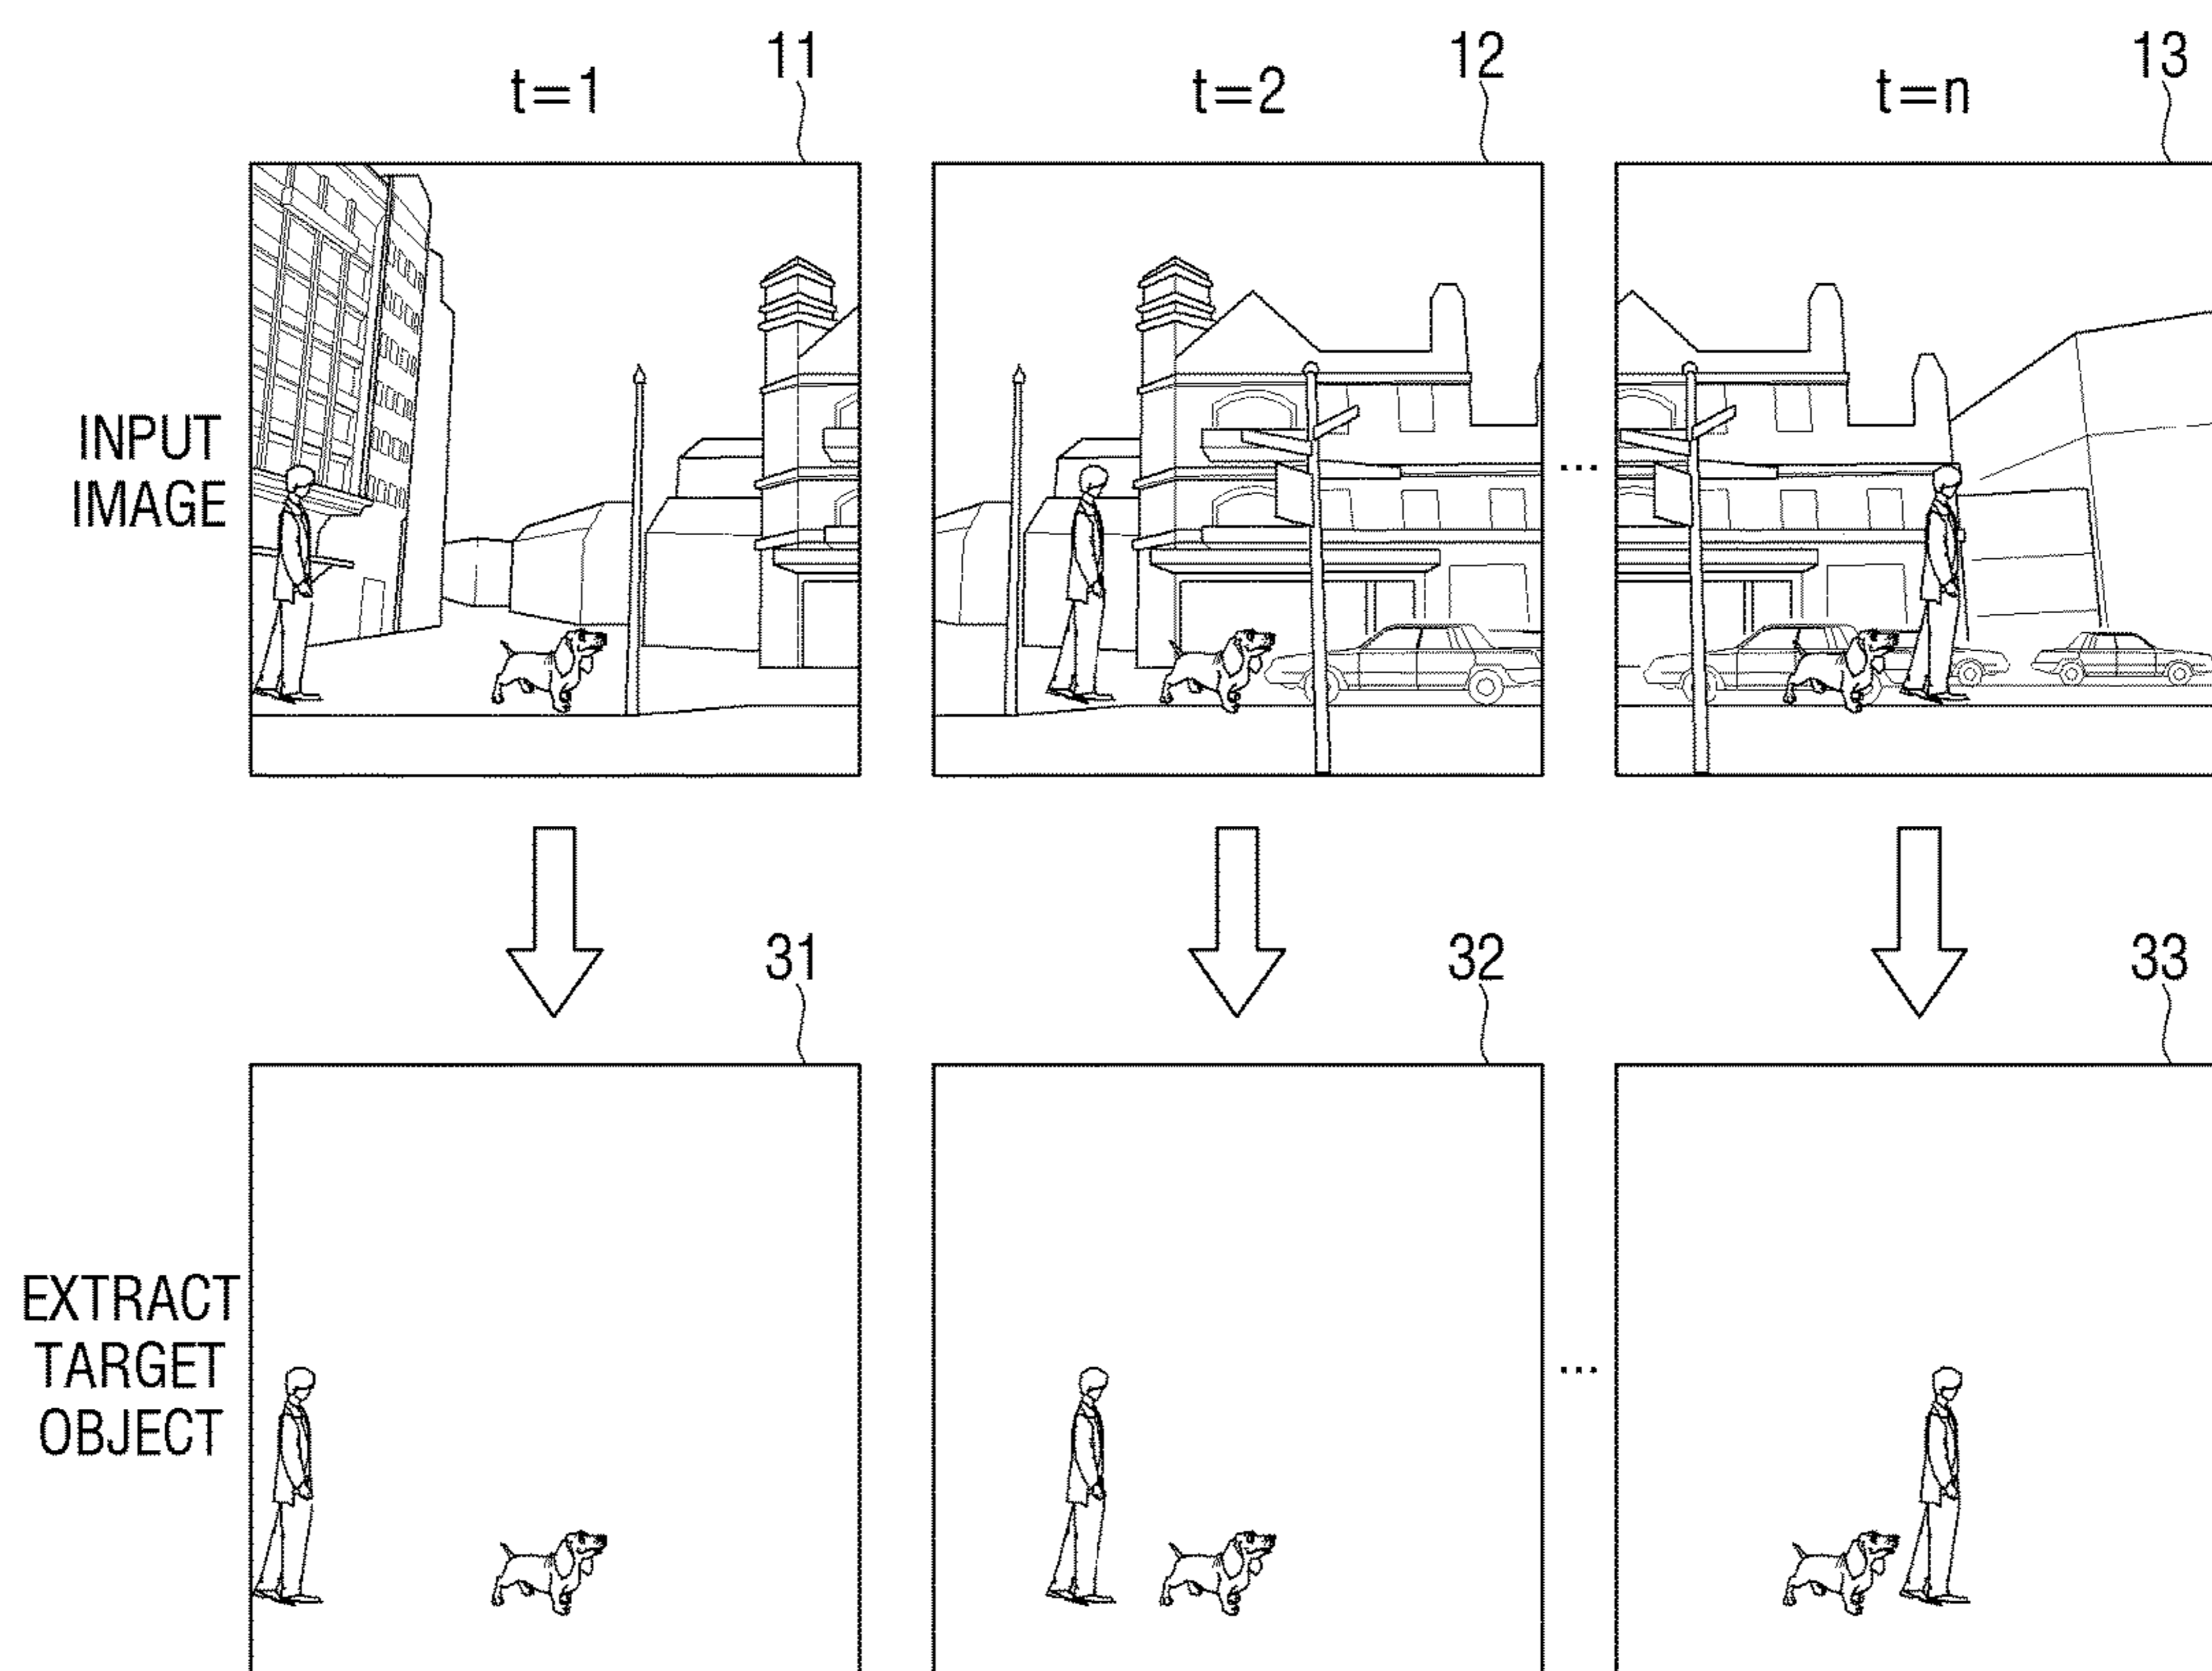 t=1
11
t=2
12
t=n
13
INPUT
IMAGE
...
31
32
33
EXTRACT
TARGET
OBJECT
...